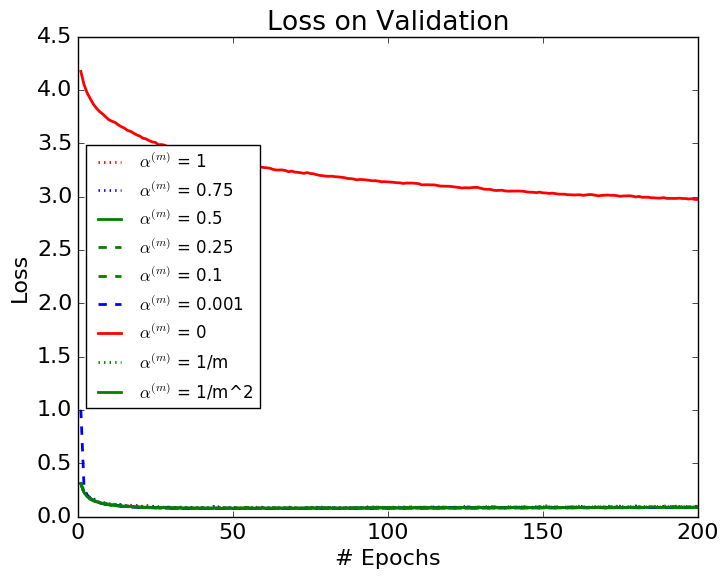 Loss on Validation
4.5
4.0
3.5
3.0
2.5
2.0
1.5
1.0
0.5
0.0
Loss
α^(m) = 1
α^(m) = 0.75
α^(m) = 0.5
α^(m) = 0.25
α^(m) = 0.1
α^(m) = 0.001
α^(m) = 0
α^(m) = 1/m
α^(m) = 1/m^2
0 50 100 150 200
# Epochs